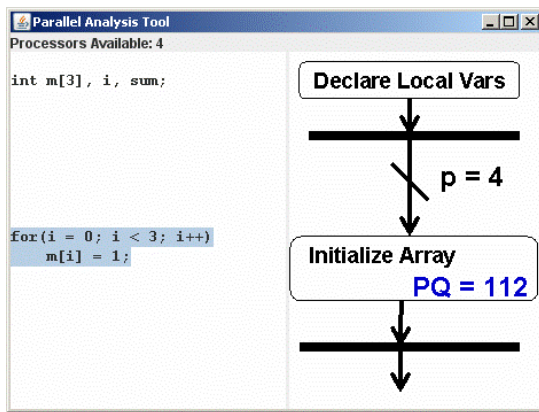 Parallel Analysis Tool
Processors Available: 4
int m[3], i, sum;
for(i = 0; i < 3; i++)
m[i] = 1;
Declare Local Vars
p = 4
Initialize Array
PQ = 112